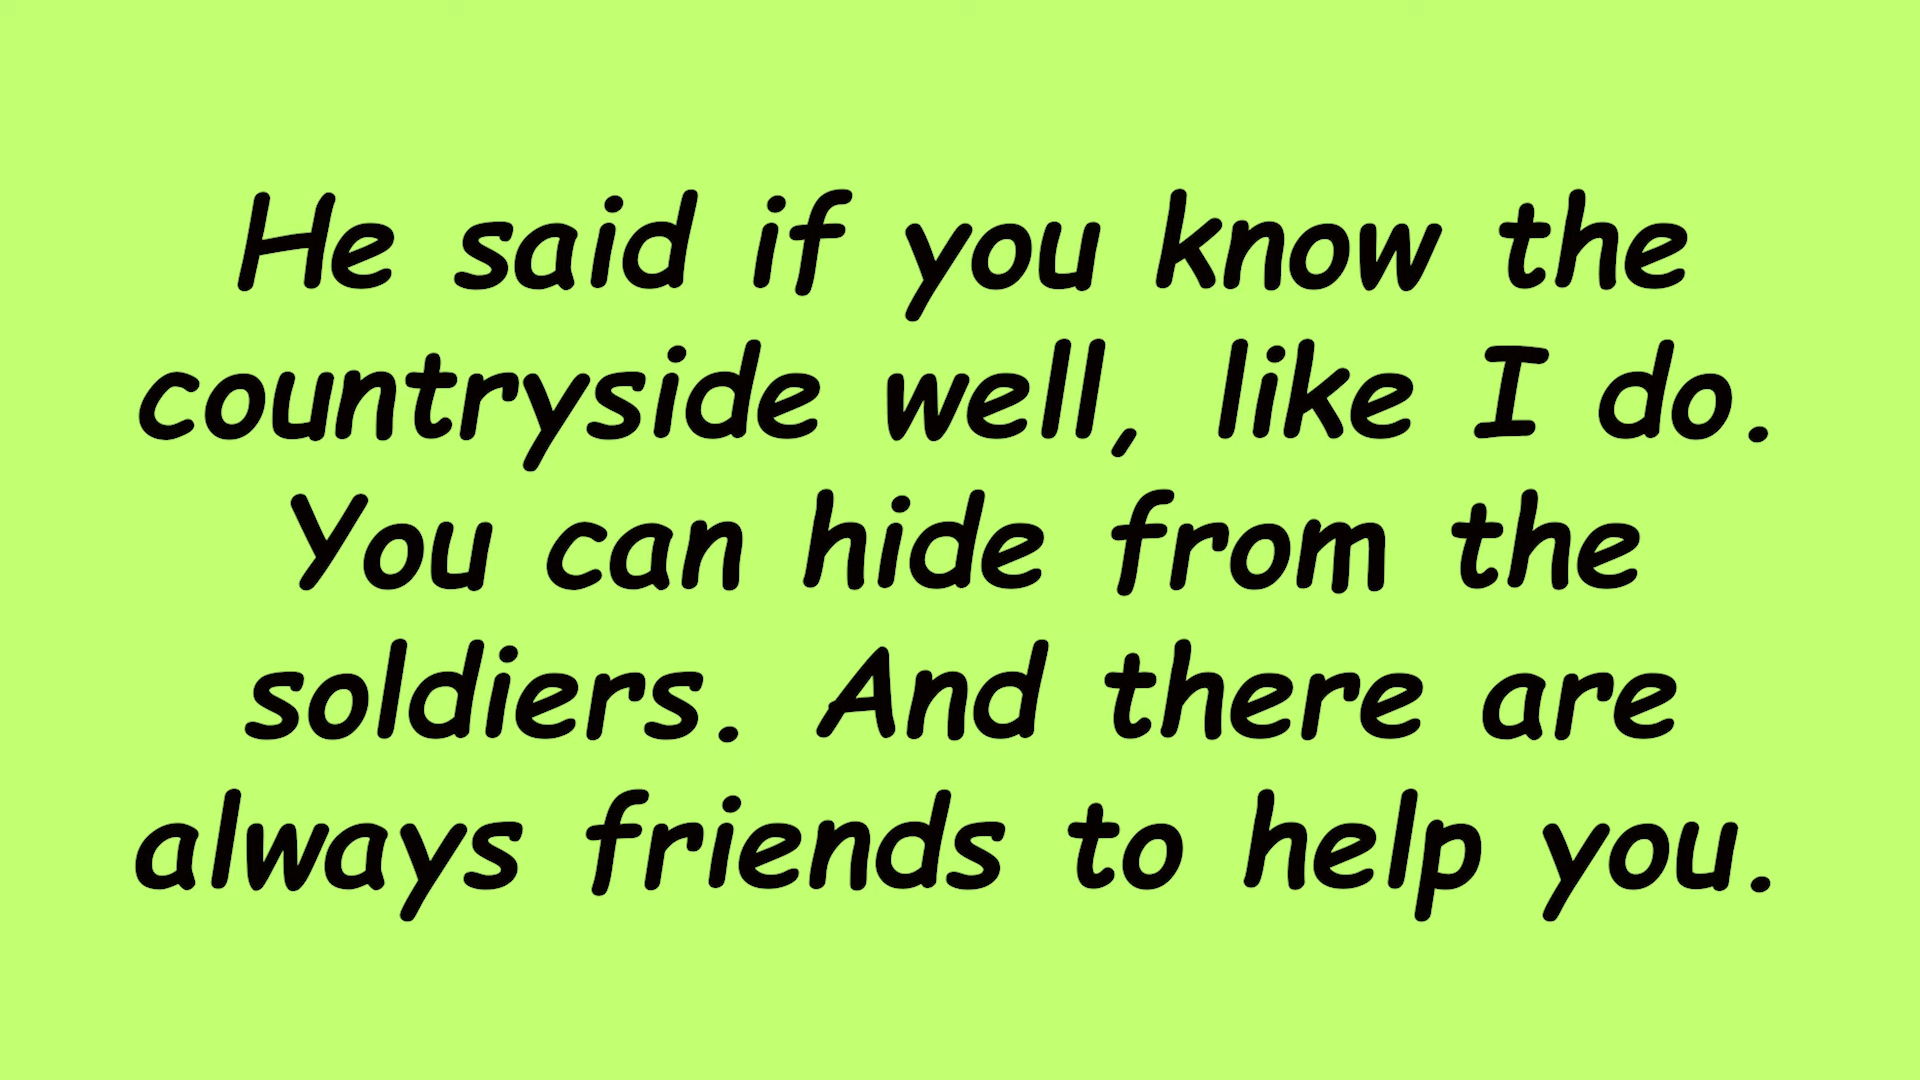 He said if you know the
countryside well, like I do.
You can hide from the
soldiers. And there are
always friends to help you.